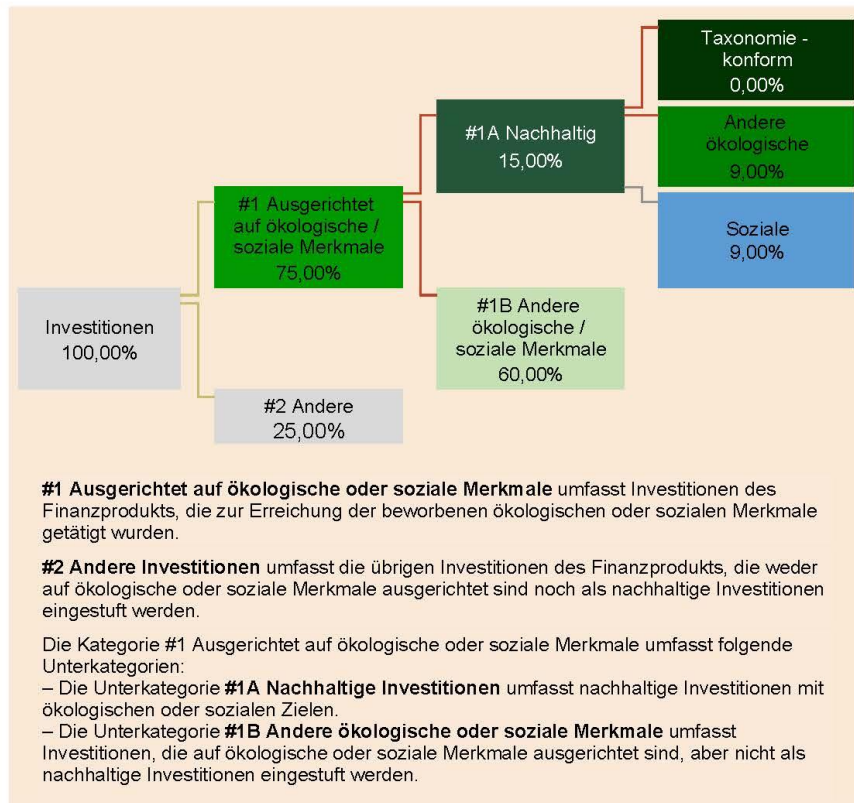 Taxonomie -
konform
0,00%
#1A Nachhaltig
15,00%
Andere
ökologische
9,00%
#1 Ausgerichtet
auf ökologische /
soziale Merkmale
75,00%
Soziale
9,00%
Investitionen
100,00%
#1B Andere
ökologische /
soziale Merkmale
60,00%
#2 Andere
25,00%
#1 Ausgerichtet auf ökologische oder soziale Merkmale umfasst Investitionen des
Finanzprodukts, die zur Erreichung der beworbenen ökologischen oder sozialen Merkmale
getätigt wurden.
#2 Andere Investitionen umfasst die übrigen Investitionen des Finanzprodukts, die weder
auf ökologische oder soziale Merkmale ausgerichtet sind noch als nachhaltige Investitionen
eingestuft werden.
Die Kategorie #1 Ausgerichtet auf ökologische oder soziale Merkmale umfasst folgende
Unterkategorien:
– Die Unterkategorie #1A Nachhaltige Investitionen umfasst nachhaltige Investitionen mit
ökologischen oder sozialen Zielen.
– Die Unterkategorie #1B Andere ökologische oder soziale Merkmale umfasst
Investitionen, die auf ökologische oder soziale Merkmale ausgerichtet sind, aber nicht als
nachhaltige Investitionen eingestuft werden.